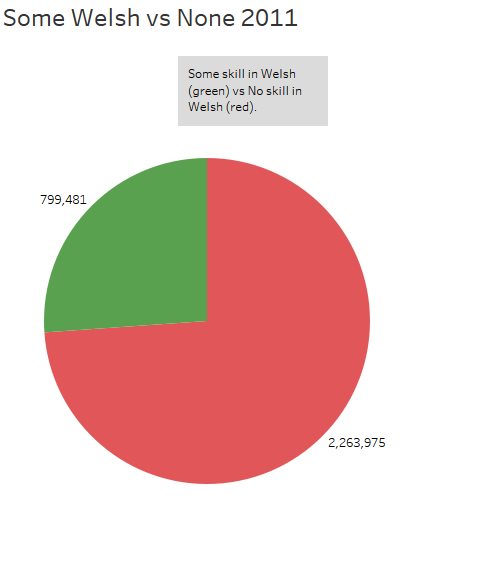 Some Welsh vs None 2011
Some skill in Welsh
(green) vs No skill in
Welsh (red).
799,481
2,263,975